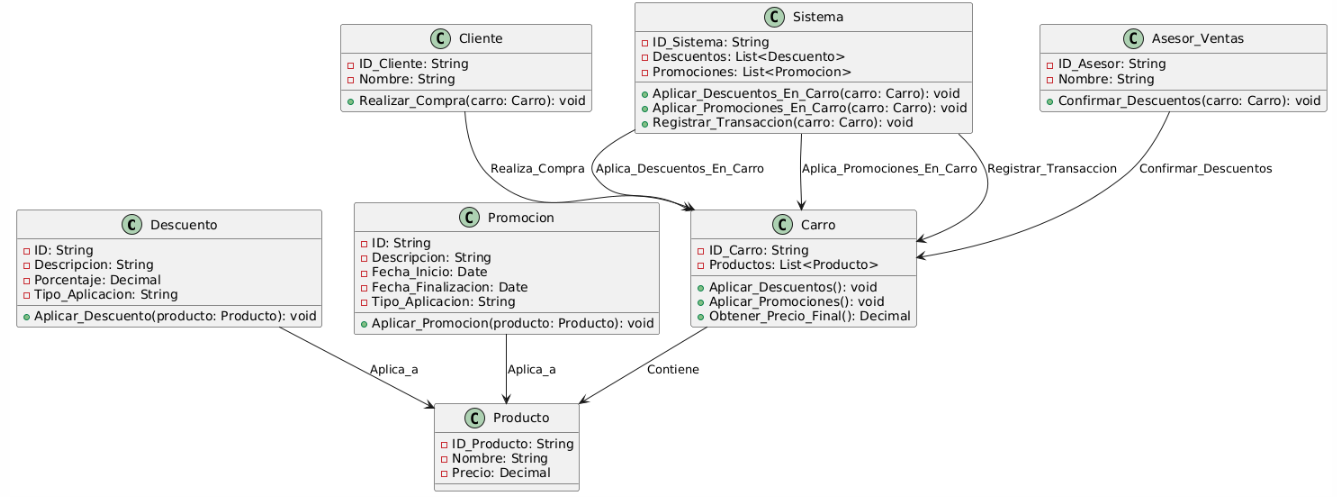 C Cliente
ID_Cliente: String
Nombre: String
Realizar_Compra(carro: Carro): void
C Sistema
ID_Sistema: String
Descuentos: List<Descuento>
Promociones: List<Promocion>
Aplicar_Descuentos_En_Carro(carro: Carro): void
Aplicar_Promociones_En_Carro(carro: Carro): void
Registrar_Transaccion(carro: Carro): void
C Asesor_Ventas
ID_Asesor: String
Nombre: String
Confirmar_Descuentos(carro: Carro): void
Realiza_Compra
Aplica_Descuentos_En_Carro
Aplica_Promociones_En_Carro
Registrar_Transaccion
Confirmar_Descuentos
C Descuento
ID: String
Descripcion: String
Porcentaje: Decimal
Tipo_Aplicacion: String
Aplicar_Descuento(producto: Producto): void
C Promocion
ID: String
Descripcion: String
Fecha_Inicio: Date
Fecha_Finalizacion: Date
Tipo_Aplicacion: String
Aplicar_Promocion(producto: Producto): void
C Carro
ID_Carro: String
Productos: List<Producto>
Aplicar_Descuentos(): void
Aplicar_Promociones(): void
Obtener_Precio_Final(): Decimal
Aplica_a
Aplica_a
Contiene
C Producto
ID_Producto: String
Nombre: String
Precio: Decimal